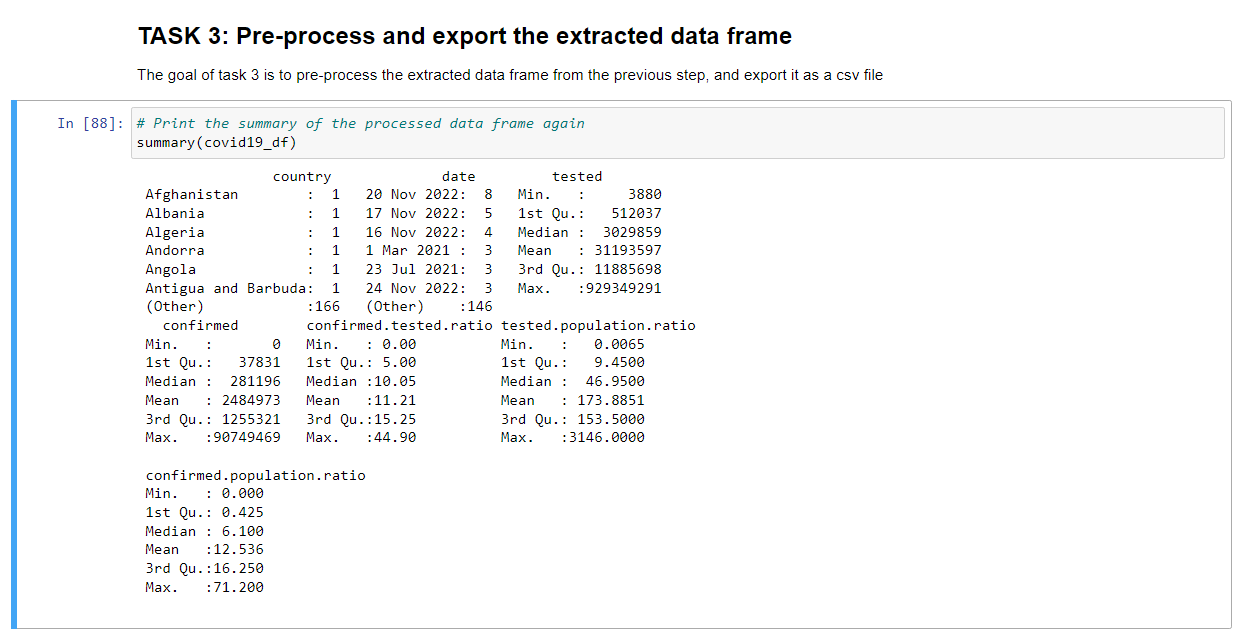 TASK 3: Pre-process and export the extracted data frame
The goal of task 3 is to pre-process the extracted data frame from the previous step, and export it as a csv file
In [88]: # Print the summary of the processed data frame again
summary(covid19_df)
country date tested
Afghanistan : 1 20 Nov 2022: 8 Min. : 3880
Albania : 1 17 Nov 2022: 5 1st Qu.: 512037
Algeria : 1 16 Nov 2022: 4 Median : 3029859
Andorra : 1 1 Mar 2021 : 3 Mean : 31193597
Angola : 1 23 Jul 2021: 3 3rd Qu.: 11885698
Antigua and Barbuda: 1 24 Nov 2022: 3 Max. :929349291
(Other) :166 (Other) :146
confirmed confirmed.tested.ratio tested.population.ratio
Min. : 0 Min. : 0.00 Min. : 0.0065
1st Qu.: 37831 1st Qu.: 5.00 1st Qu.: 9.4500
Median : 281196 Median :10.05 Median : 46.9500
Mean : 2484973 Mean :11.21 Mean : 173.8851
3rd Qu.: 1255321 3rd Qu.:15.25 3rd Qu.: 153.5000
Max. :90749469 Max. :44.90 Max. :3146.0000
confirmed.population.ratio
Min. : 0.000
1st Qu.: 0.425
Median : 6.100
Mean :12.536
3rd Qu.:16.250
Max. :71.200